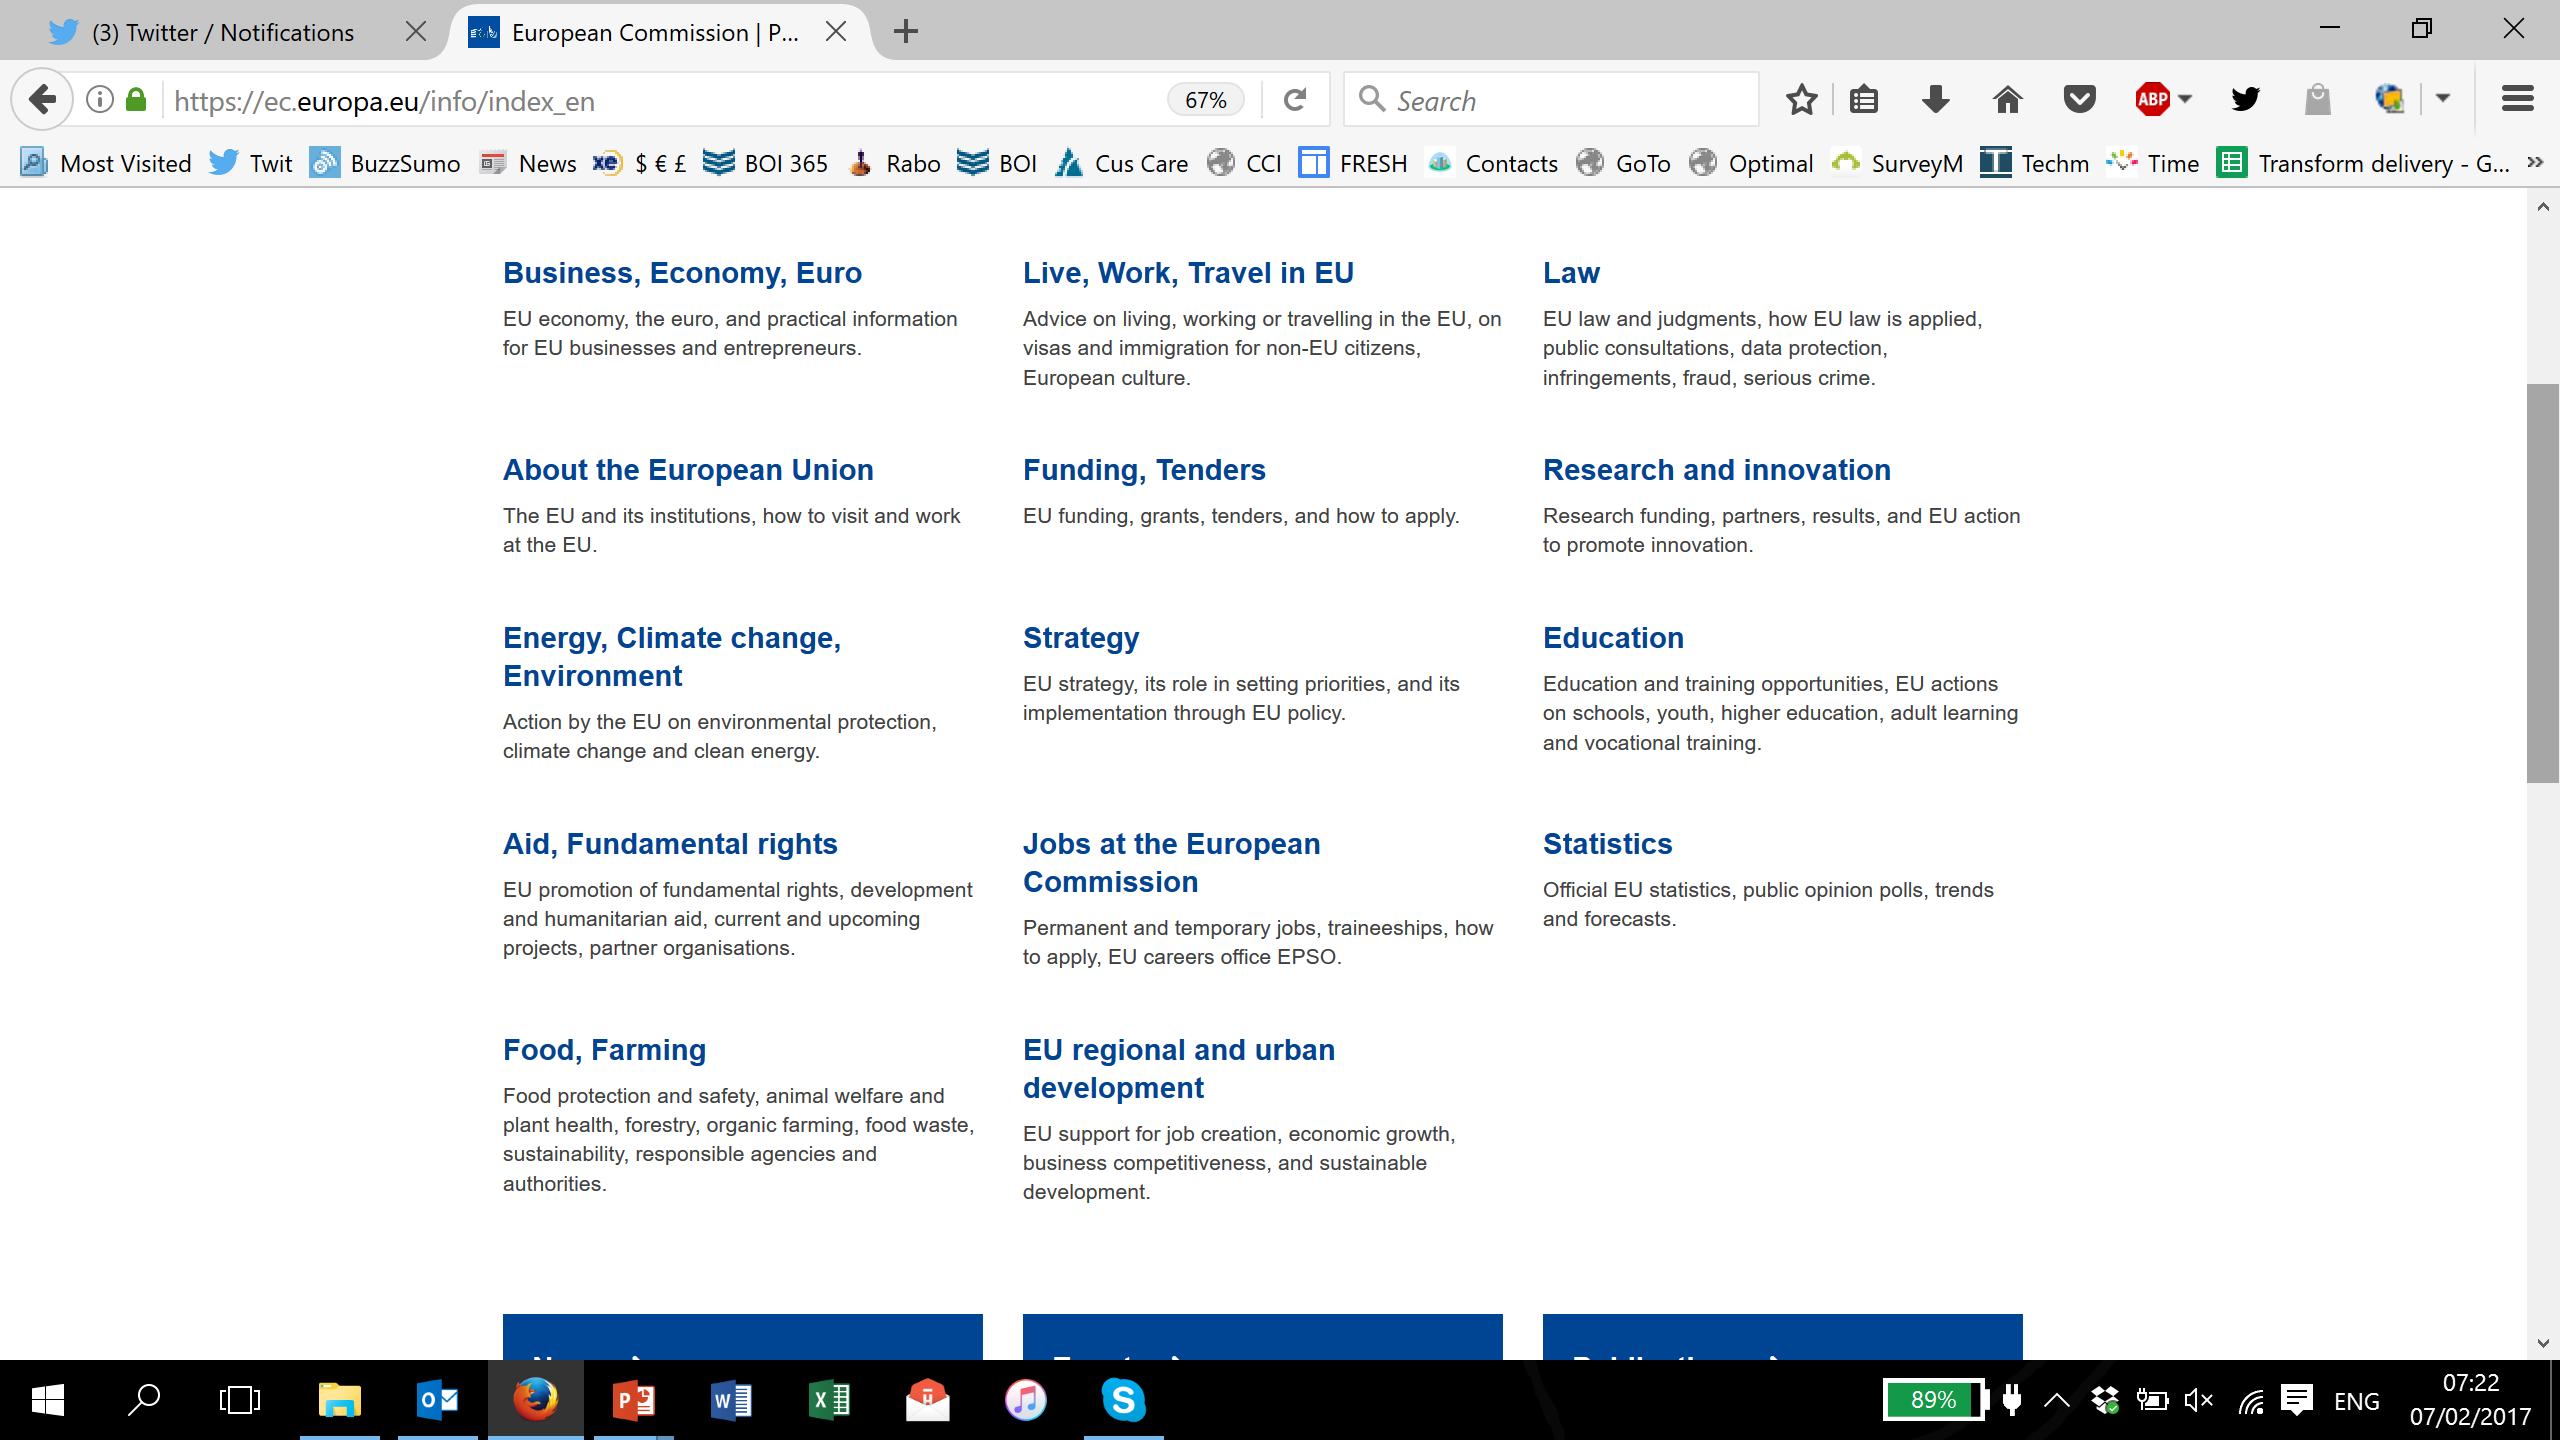 (3) Twitter / Notifications
European Commission | P...
https://ec.europa.eu/info/index_en
67%
Search
ABP
Most Visited
Twit
BuzzSumo
News
xe $ € £
BOI 365
Rabo
BOI
Cus Care
CCI
FRESH
Contacts
GoTo
Optimal
SurveyM
Techm
Time
Transform delivery - G...
Business, Economy, Euro
EU economy, the euro, and practical information
for EU businesses and entrepreneurs.
Live, Work, Travel in EU
Advice on living, working or travelling in the EU, on
visas and immigration for non-EU citizens,
European culture.
Law
EU law and judgments, how EU law is applied,
public consultations, data protection,
infringements, fraud, serious crime.
About the European Union
The EU and its institutions, how to visit and work
at the EU.
Funding, Tenders
EU funding, grants, tenders, and how to apply.
Research and innovation
Research funding, partners, results, and EU action
to promote innovation.
Energy, Climate change,
Environment
Action by the EU on environmental protection,
climate change and clean energy.
Strategy
EU strategy, its role in setting priorities, and its
implementation through EU policy.
Education
Education and training opportunities, EU actions
on schools, youth, higher education, adult learning
and vocational training.
Aid, Fundamental rights
EU promotion of fundamental rights, development
and humanitarian aid, current and upcoming
projects, partner organisations.
Jobs at the European
Commission
Permanent and temporary jobs, traineeships, how
to apply, EU careers office EPSO.
Statistics
Official EU statistics, public opinion polls, trends
and forecasts.
Food, Farming
Food protection and safety, animal welfare and
plant health, forestry, organic farming, food waste,
sustainability, responsible agencies and
authorities.
EU regional and urban
development
EU support for job creation, economic growth,
business competitiveness, and sustainable
development.
89%
ENG
07:22
07/02/2017